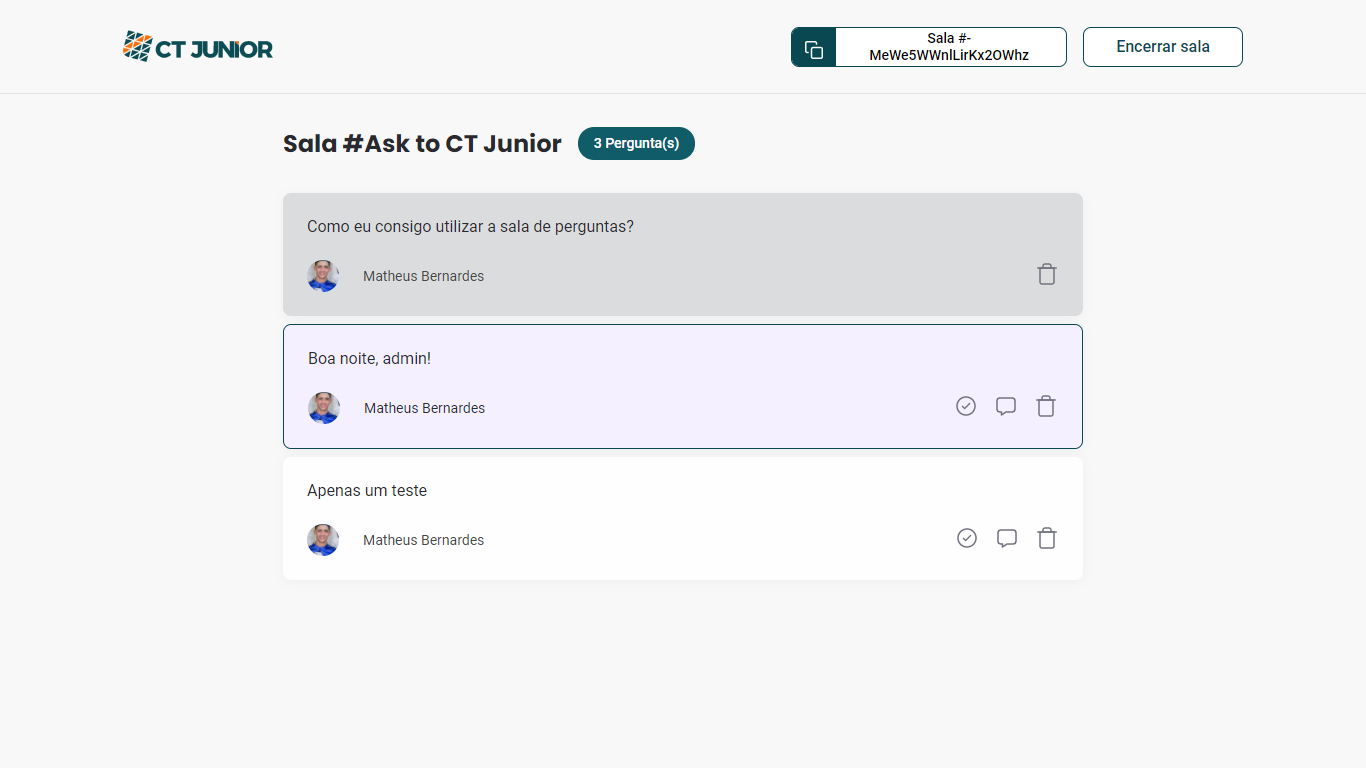 CT JUNIOR
Sala #-
MeWe5WWnlLirKx2OWhz
Encerrar sala
Sala #Ask to CT Junior
3 Pergunta(s)
Como eu consigo utilizar a sala de perguntas?
Matheus Bernardes
Boa noite, admin!
Matheus Bernardes
Apenas um teste
Matheus Bernardes